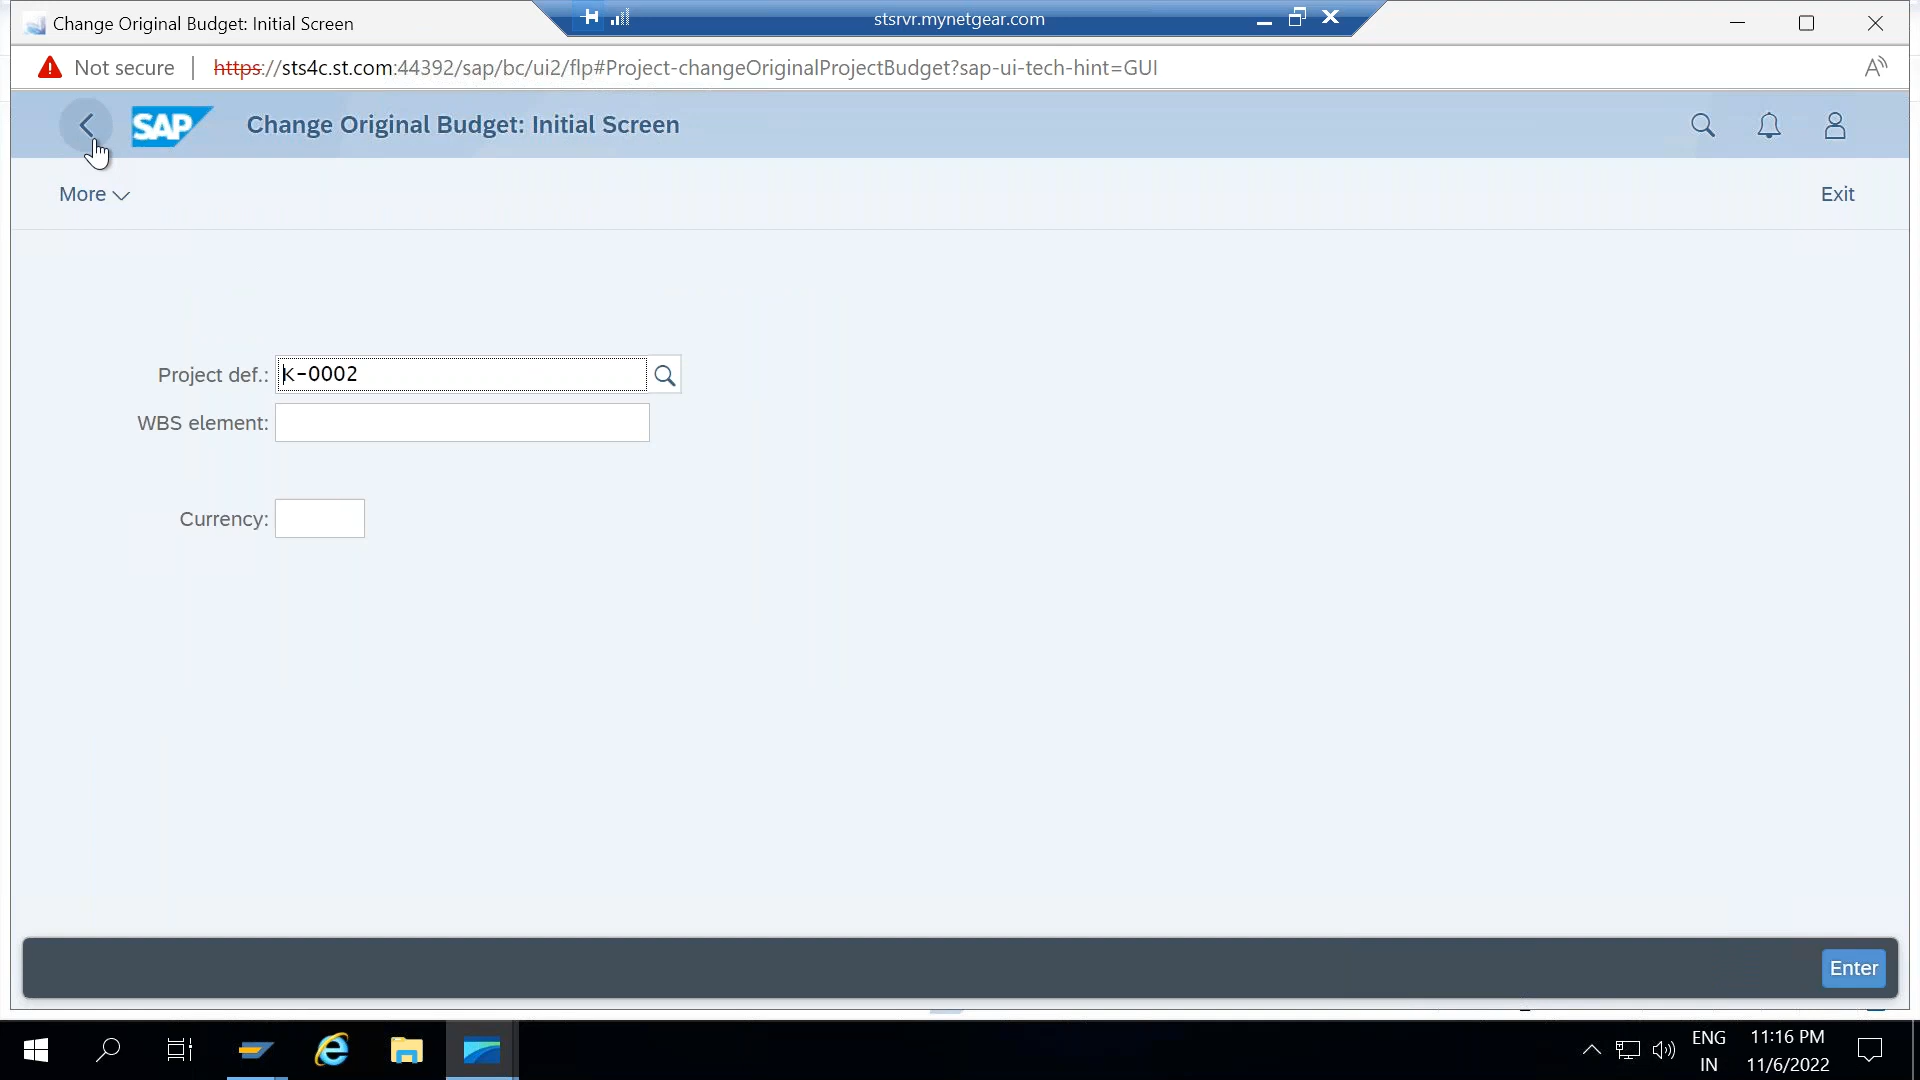 Change Original Budget: Initial Screen
stsrvr.mynetgear.com
Not secure
https://sts4c.st.com:44392/sap/bc/ui2/flp#Project-changeOriginalProjectBudget?sap-ui-tech-hint=GUI
SAP
Change Original Budget: Initial Screen
More
Exit
Project def.: K-0002
WBS element:
Currency:
Enter
ENG 11:16 PM
IN 11/6/2022